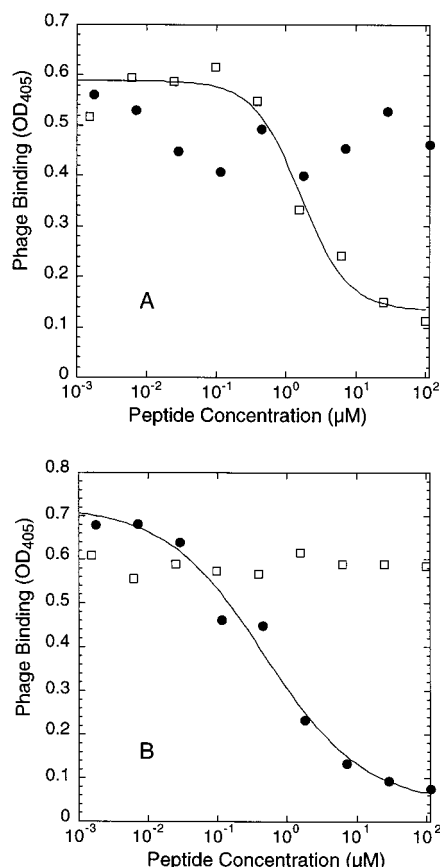 0.7
0.6
0.5
0.4
0.3
0.2
0.1
0
Phage Binding (OD405)
A
10-3 10-2 10-1 100 101 102
Peptide Concentration (µM)
0.8
0.7
0.6
0.5
0.4
0.3
0.2
0.1
0
Phage Binding (OD405)
B
10-3 10-2 10-1 100 101 102
Peptide Concentration (µM)